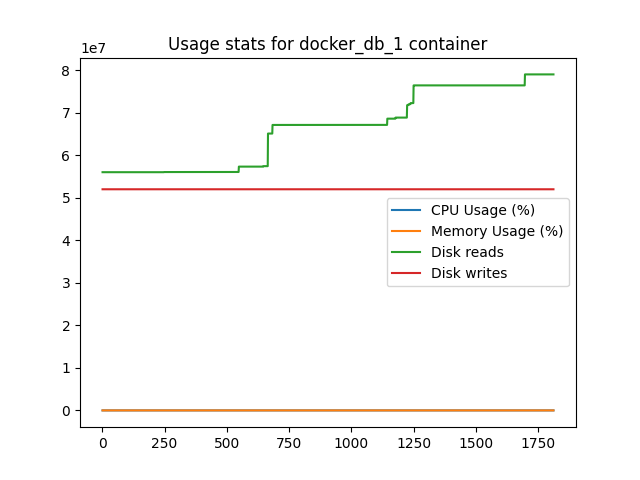 Usage stats for docker_db_1 container
1e7
8
7
6
5
4
3
2
1
0
CPU Usage (%)
Memory Usage (%)
Disk reads
Disk writes
0 250 500 750 1000 1250 1500 1750